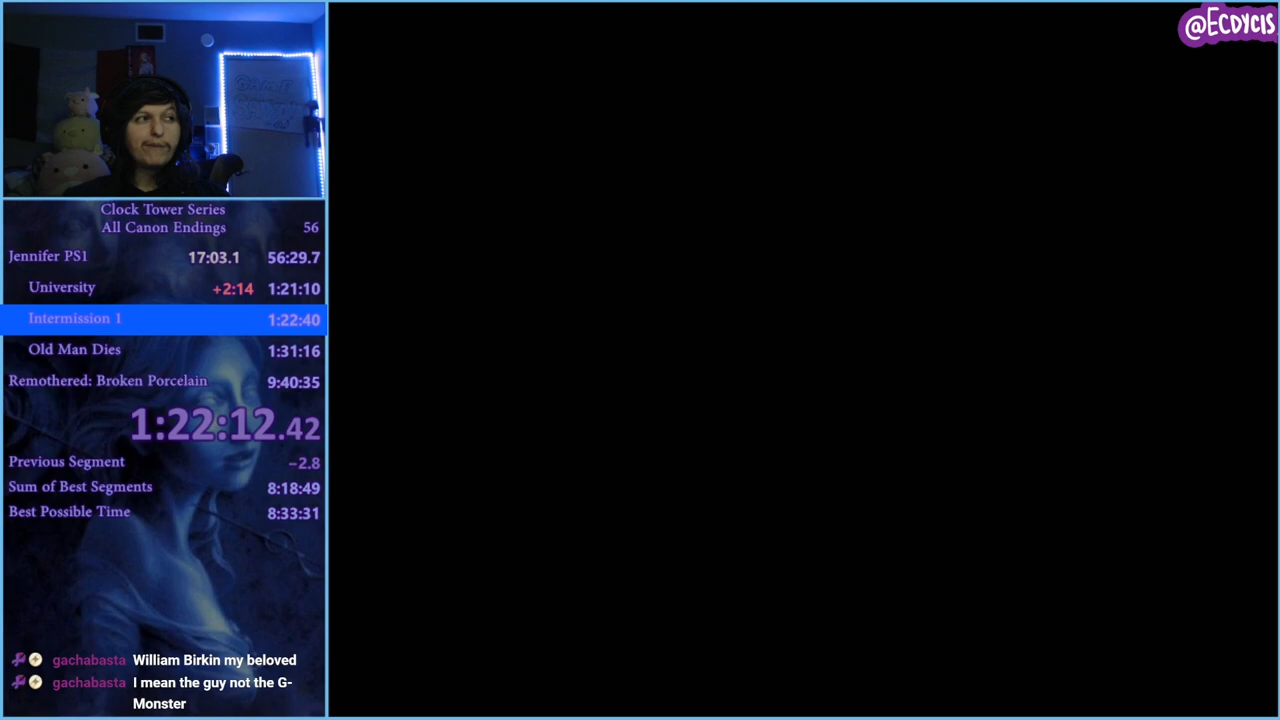 @ECDYCIS
Clock Tower Series
All Canon Endings 56
Jennifer PS1 17:03.1 56:29.7
University +2:14 1:21:10
Intermission 1 1:22:40
Old Man Dies 1:31:16
Remothered: Broken Porcelain 9:40:35
1:22:12.42
Previous Segment −2.8
Sum of Best Segments 8:18:49
Best Possible Time 8:33:31
gachabasta William Birkin my beloved
gachabasta I mean the guy not the G-
Monster